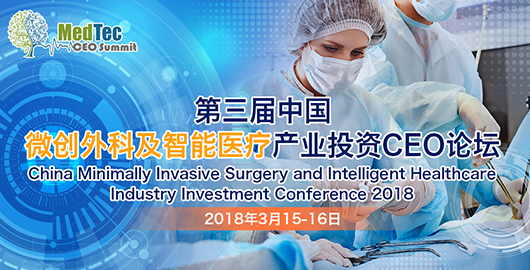 MedTec
CEO Summit
第三届中国
微创外科及智能医疗产业投资CEO论坛
China Minimally Invasive Surgery and Intelligent Healthcare
Industry Investment Conference 2018
2018年3月15-16日